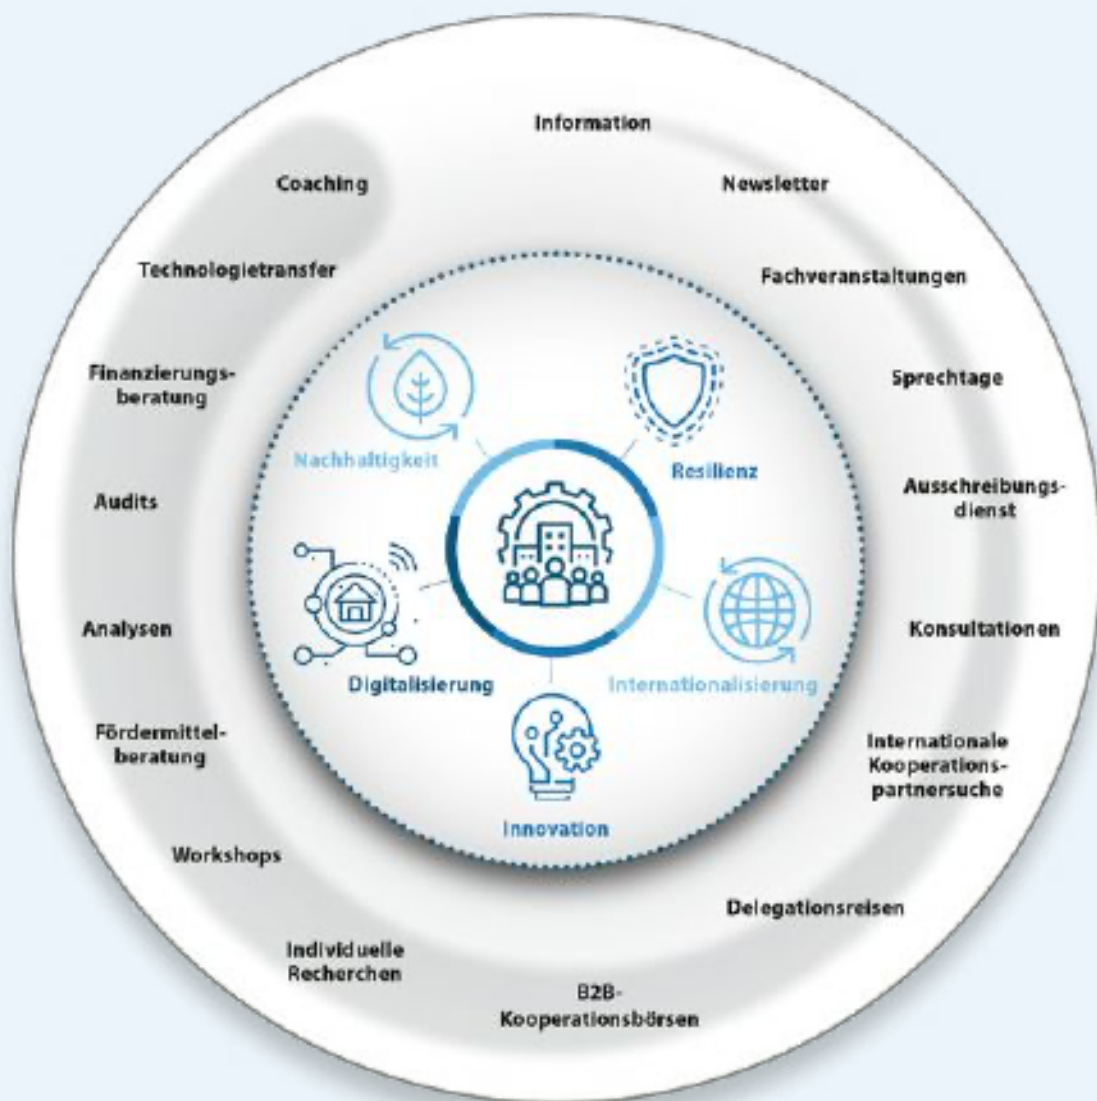 Information
Newsletter
Fachveranstaltungen
Sprechtage
Ausschreibungs-
dienst
Konsultationen
Internationale
Kooperations-
partnersuche
Delegationsreisen
B2B-
Kooperationsbörsen
Individuelle
Recherchen
Workshops
Fördermittel-
beratung
Analysen
Audits
Finanzierungs-
beratung
Technologietransfer
Coaching
Nachhaltigkeit
Resilienz
Internationalisierung
Innovation
Digitalisierung